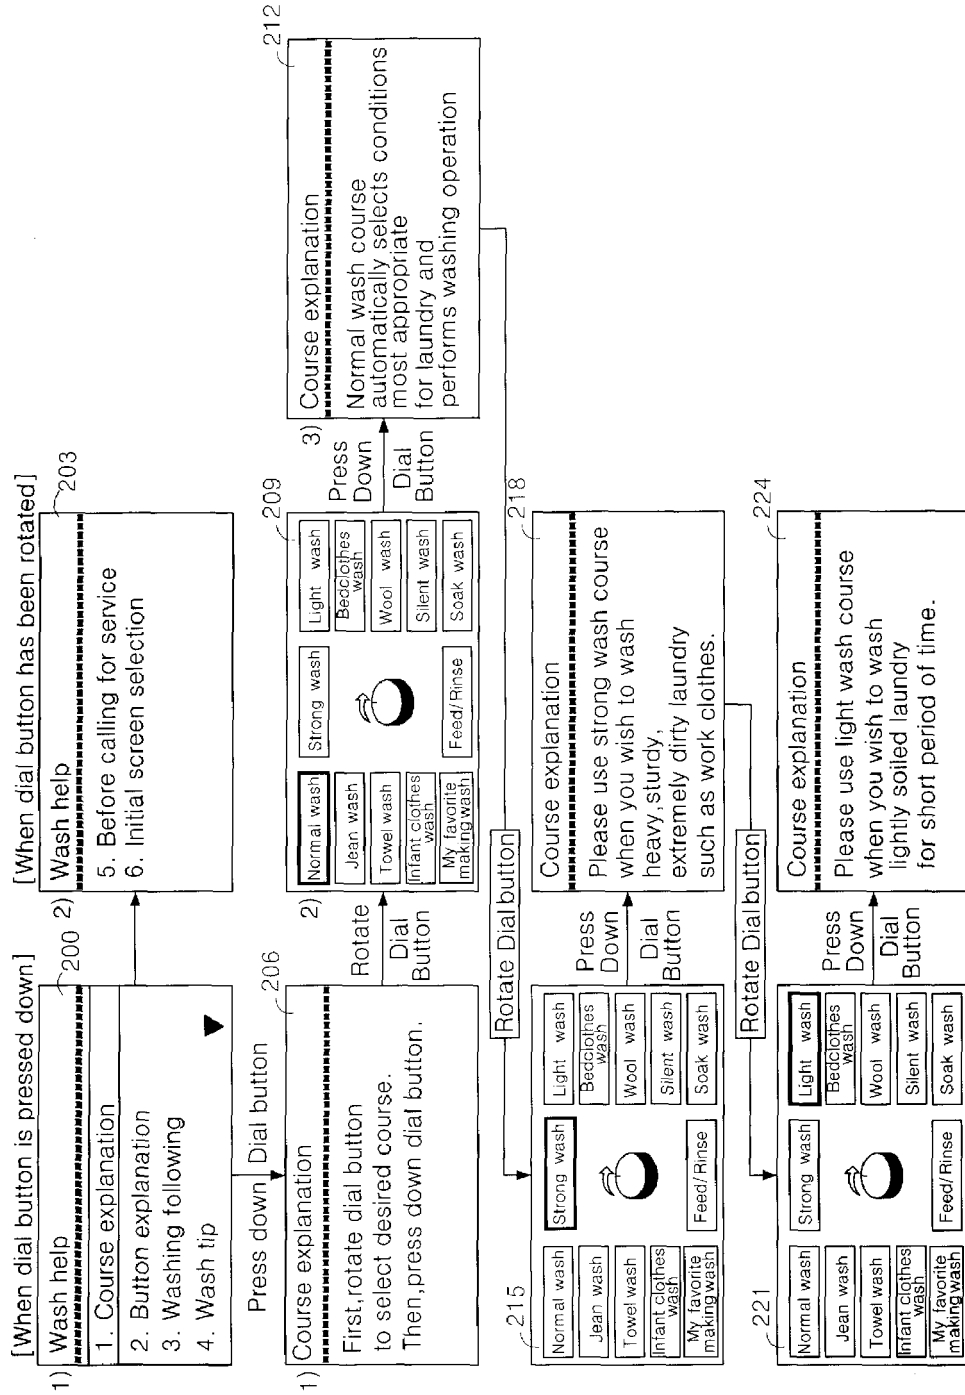 [When dial button is pressed down]
1)
200
Wash help
1. Course explanation
2. Button explanation
3. Washing following
4. Wash tip
[When dial button has been rotated]
2)
203
Wash help
5. Before calling for service
6. Initial screen selection
Press down Dial button
1)
206
Course explanation
First,rotate dial button
to select desired course.
Then,press down dial button.
Rotate
Dial
Button
2)
209
Normal wash
Strong wash
Light wash
Jean wash
Bedclothes
wash
Towel wash
Wool wash
Infant clothes
wash
Silent wash
My favorite
making wash
Feed/Rinse
Soak wash
Press
Down
Dial
Button
3)
212
Course explanation
Normal wash course
automatically selects conditions
most appropriate
for laundry and
performs washing operation
Rotate Dial button
215
Normal wash
Strong wash
Light wash
Jean wash
Bedclothes
wash
Towel wash
Wool wash
Infant clothes
wash
Silent wash
My favorite
making wash
Feed/Rinse
Soak wash
Press
Down
Dial
Button
218
Course explanation
Please use strong wash course
when you wish to wash
heavy,sturdy,
extremely dirty laundry
such as work clothes.
Rotate Dial button
221
Normal wash
Strong wash
Light wash
Jean wash
Bedclothes
wash
Towel wash
Wool wash
Infant clothes
wash
Silent wash
My favorite
making wash
Feed/Rinse
Soak wash
Press
Down
Dial
Button
224
Course explanation
Please use light wash course
when you wish to wash
lightly soiled laundry
for short period of time.